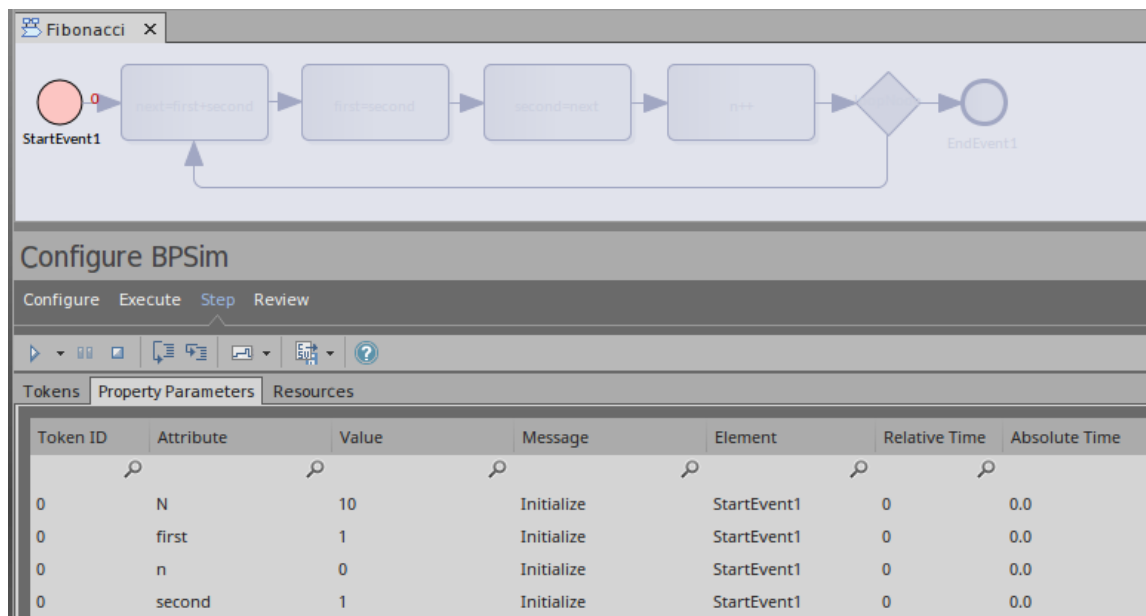 Fibonacci
0
next=first+second
first=second
second=next
n++
StartEvent1
EndEvent1
Configure BPSim
Configure Execute Step Review
Tokens Property Parameters Resources
Token ID Attribute Value Message Element Relative Time Absolute Time
0 N 10 Initialize StartEvent1 0 0.0
0 first 1 Initialize StartEvent1 0 0.0
0 n 0 Initialize StartEvent1 0 0.0
0 second 1 Initialize StartEvent1 0 0.0